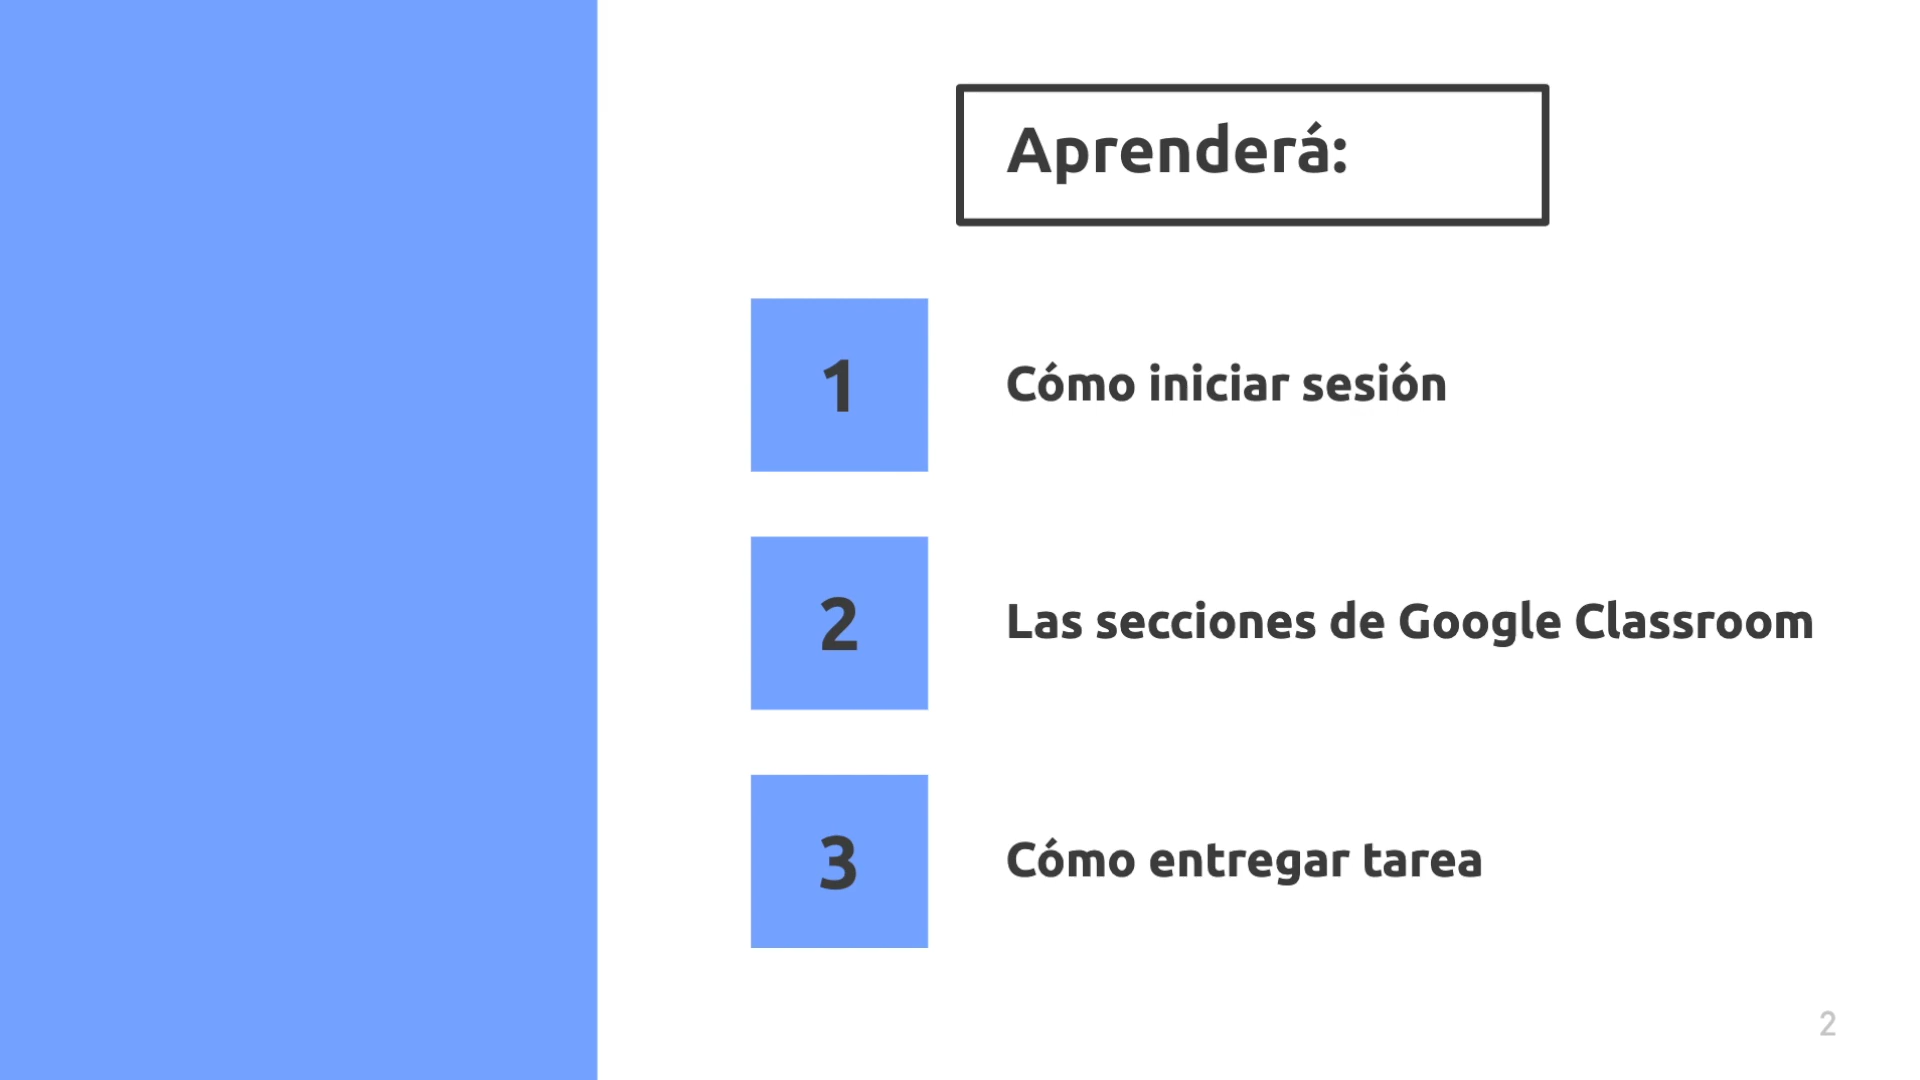 Aprenderá:
1
Cómo iniciar sesión
2
Las secciones de Google Classroom
3
Cómo entregar tarea
2